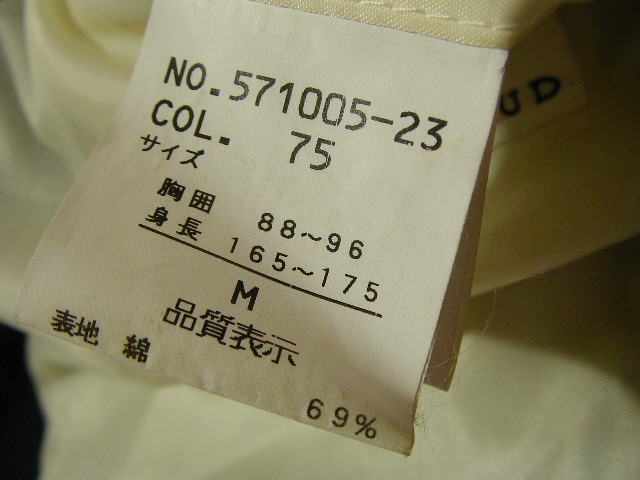 NO.571005-23
COL. 75
サイズ
胸囲 88~96
身長 165~175
M
品質表示
表地 綿 69%
UD